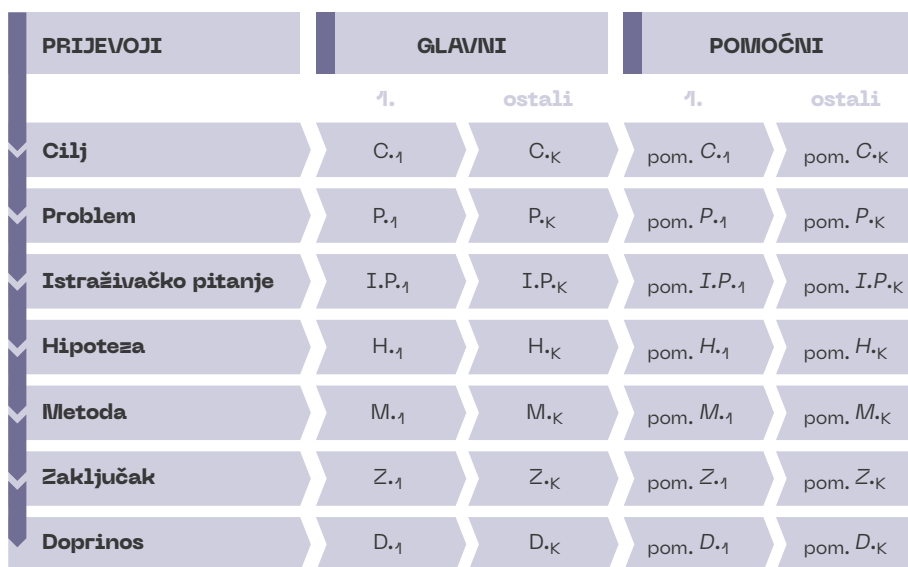 PRIJEVOJI GLAVNI POMOĆNI
1. ostali 1. ostali
Cilj C.1 C.K pom. C.1 pom. C.K
Problem P.1 P.K pom. P.1 pom. P.K
Istraživačko pitanje I.P.1 I.P.K pom. I.P.1 pom. I.P.K
Hipoteza H.1 H.K pom. H.1 pom. H.K
Metoda M.1 M.K pom. M.1 pom. M.K
Zaključak Z.1 Z.K pom. Z.1 pom. Z.K
Doprinos D.1 D.K pom. D.1 pom. D.K